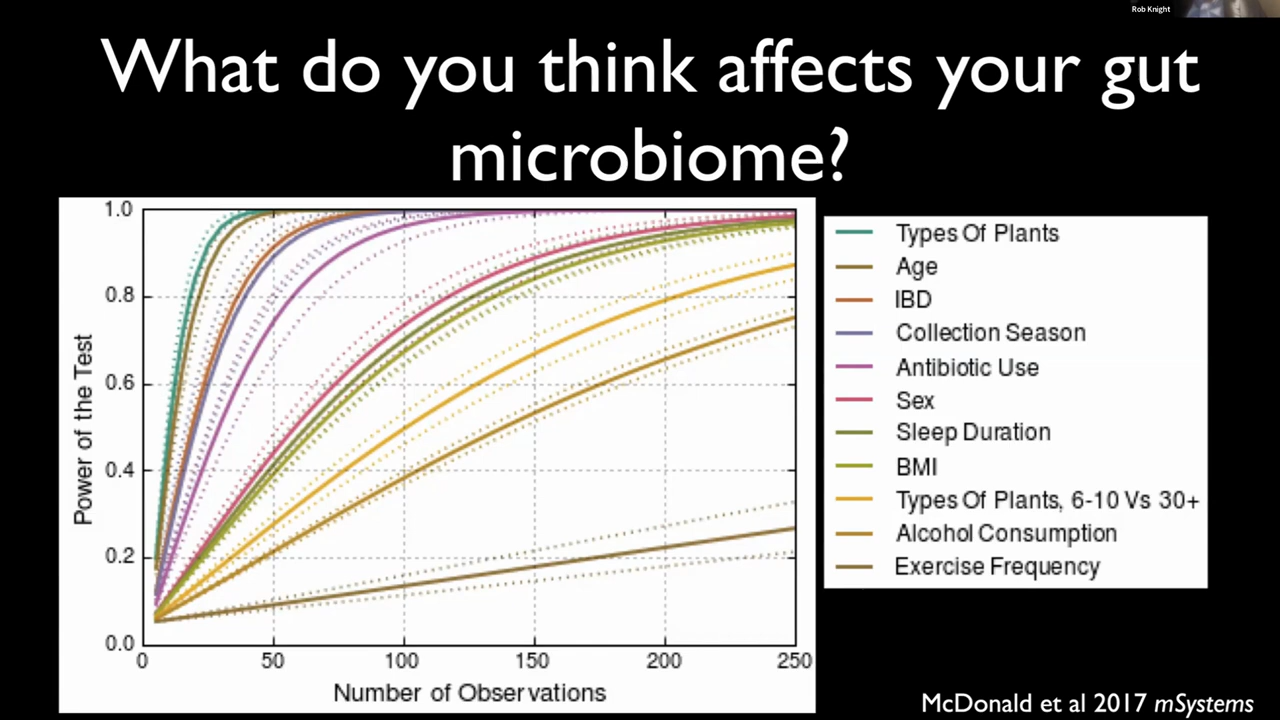 Rob Knight
What do you think affects your gut
microbiome?
1.0
0.8
0.6
0.4
0.2
0.0
Power of the Test
0 50 100 150 200 250
Number of Observations
Types Of Plants
Age
IBD
Collection Season
Antibiotic Use
Sex
Sleep Duration
BMI
Types Of Plants, 6-10 Vs 30+
Alcohol Consumption
Exercise Frequency
McDonald et al 2017 mSystems